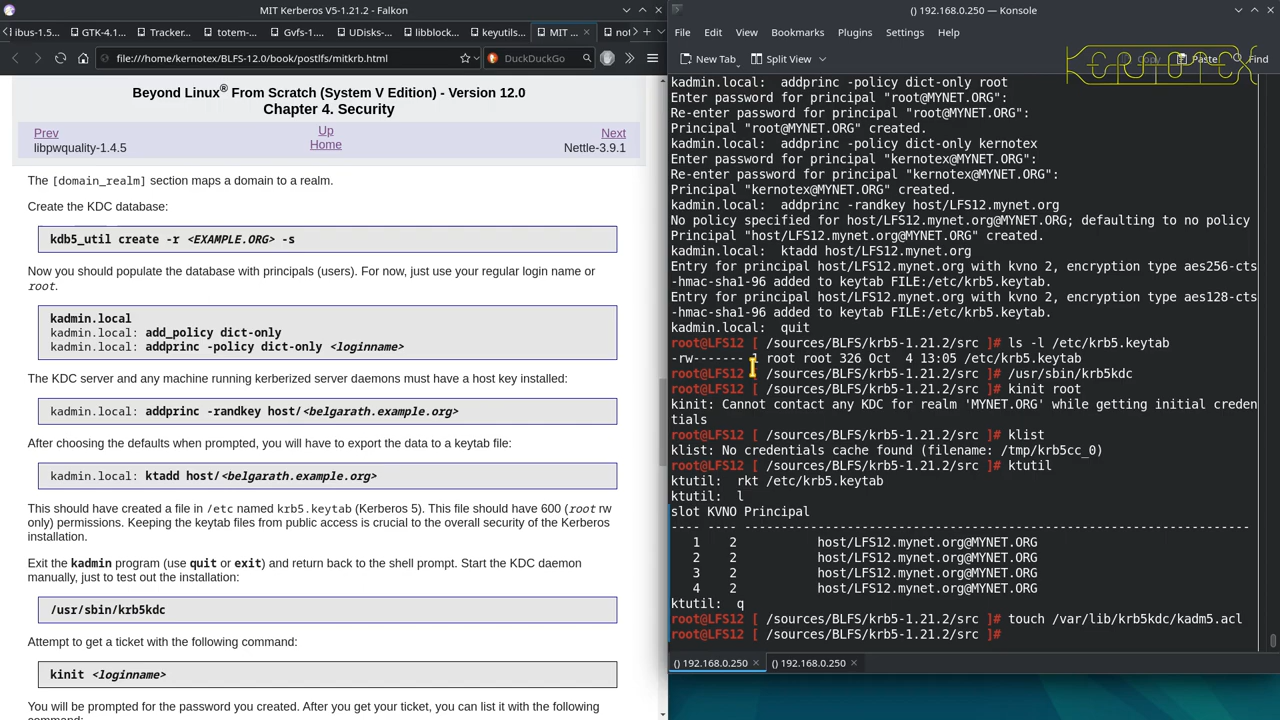 MIT Kerberos V5-1.21.2 - Falkon
ibus-1.5...
GTK-4.1...
Tracker...
totem-...
Gvfs-1....
UDisks-...
libblock...
keyutils...
MIT ...
no
file:///home/kernotex/BLFS-12.0/postlfs/mitkrb.html
DuckDuckGo
Beyond Linux® From Scratch (System V Edition) - Version 12.0
Chapter 4. Security
Prev
Up
Next
libpwquality-1.4.5
Home
Nettle-3.9.1
The [domain_realm] section maps a domain to a realm.
Create the KDC database:
kdb5_util create -r <EXAMPLE.ORG> -s
Now you should populate the database with principals (users). For now, just use your regular login name or
root.
kadmin.local
kadmin.local: add_policy dict-only
kadmin.local: addprinc -policy dict-only <loginname>
The KDC server and any machine running kerberized server daemons must have a host key installed:
kadmin.local: addprinc -randkey host/<belgarath.example.org>
After choosing the defaults when prompted, you will have to export the data to a keytab file:
kadmin.local: ktadd host/<belgarath.example.org>
This should have created a file in /etc named krb5.keytab (Kerberos 5). This file should have 600 (root rw
only) permissions. Keeping the keytab files from public access is crucial to the overall security of the Kerberos
installation.
Exit the kadmin program (use quit or exit) and return back to the shell prompt. Start the KDC daemon
manually, just to test out the installation:
/usr/sbin/krb5kdc
Attempt to get a ticket with the following command:
kinit <loginname>
You will be prompted for the password you created. After you get your ticket, you can list it with the following
command:
() 192.168.0.250 — Konsole
File Edit View Bookmarks Plugins Settings Help
New Tab Split View Copy Paste Find
KERNOTEX
kadmin.local:  addprinc -policy dict-only root
Enter password for principal "root@MYNET.ORG":
Re-enter password for principal "root@MYNET.ORG":
Principal "root@MYNET.ORG" created.
kadmin.local:  addprinc -policy dict-only kernotex
Enter password for principal "kernotex@MYNET.ORG":
Re-enter password for principal "kernotex@MYNET.ORG":
Principal "kernotex@MYNET.ORG" created.
kadmin.local:  addprinc -randkey host/LFS12.mynet.org
No policy specified for host/LFS12.mynet.org@MYNET.ORG; defaulting to no policy
Principal "host/LFS12.mynet.org@MYNET.ORG" created.
kadmin.local:  ktadd host/LFS12.mynet.org
Entry for principal host/LFS12.mynet.org with kvno 2, encryption type aes256-cts
-hmac-sha1-96 added to keytab FILE:/etc/krb5.keytab.
Entry for principal host/LFS12.mynet.org with kvno 2, encryption type aes128-cts
-hmac-sha1-96 added to keytab FILE:/etc/krb5.keytab.
kadmin.local:  quit
root@LFS12 [ /sources/BLFS/krb5-1.21.2/src ]# ls -l /etc/krb5.keytab
-rw------- 1 root root 326 Oct  4 13:05 /etc/krb5.keytab
root@LFS12 [ /sources/BLFS/krb5-1.21.2/src ]# /usr/sbin/krb5kdc
root@LFS12 [ /sources/BLFS/krb5-1.21.2/src ]# kinit root
kinit: Cannot contact any KDC for realm 'MYNET.ORG' while getting initial creden
tials
root@LFS12 [ /sources/BLFS/krb5-1.21.2/src ]# klist
klist: No credentials cache found (filename: /tmp/krb5cc_0)
root@LFS12 [ /sources/BLFS/krb5-1.21.2/src ]# ktutil
ktutil:  rkt /etc/krb5.keytab
ktutil:  l
slot KVNO Principal
---- ---- ---------------------------------------------------------------------
1    2    host/LFS12.mynet.org@MYNET.ORG
2    2    host/LFS12.mynet.org@MYNET.ORG
3    2    host/LFS12.mynet.org@MYNET.ORG
4    2    host/LFS12.mynet.org@MYNET.ORG
ktutil:  q
root@LFS12 [ /sources/BLFS/krb5-1.21.2/src ]# touch /var/lib/krb5kdc/kadm5.acl
root@LFS12 [ /sources/BLFS/krb5-1.21.2/src ]#
() 192.168.0.250
() 192.168.0.250